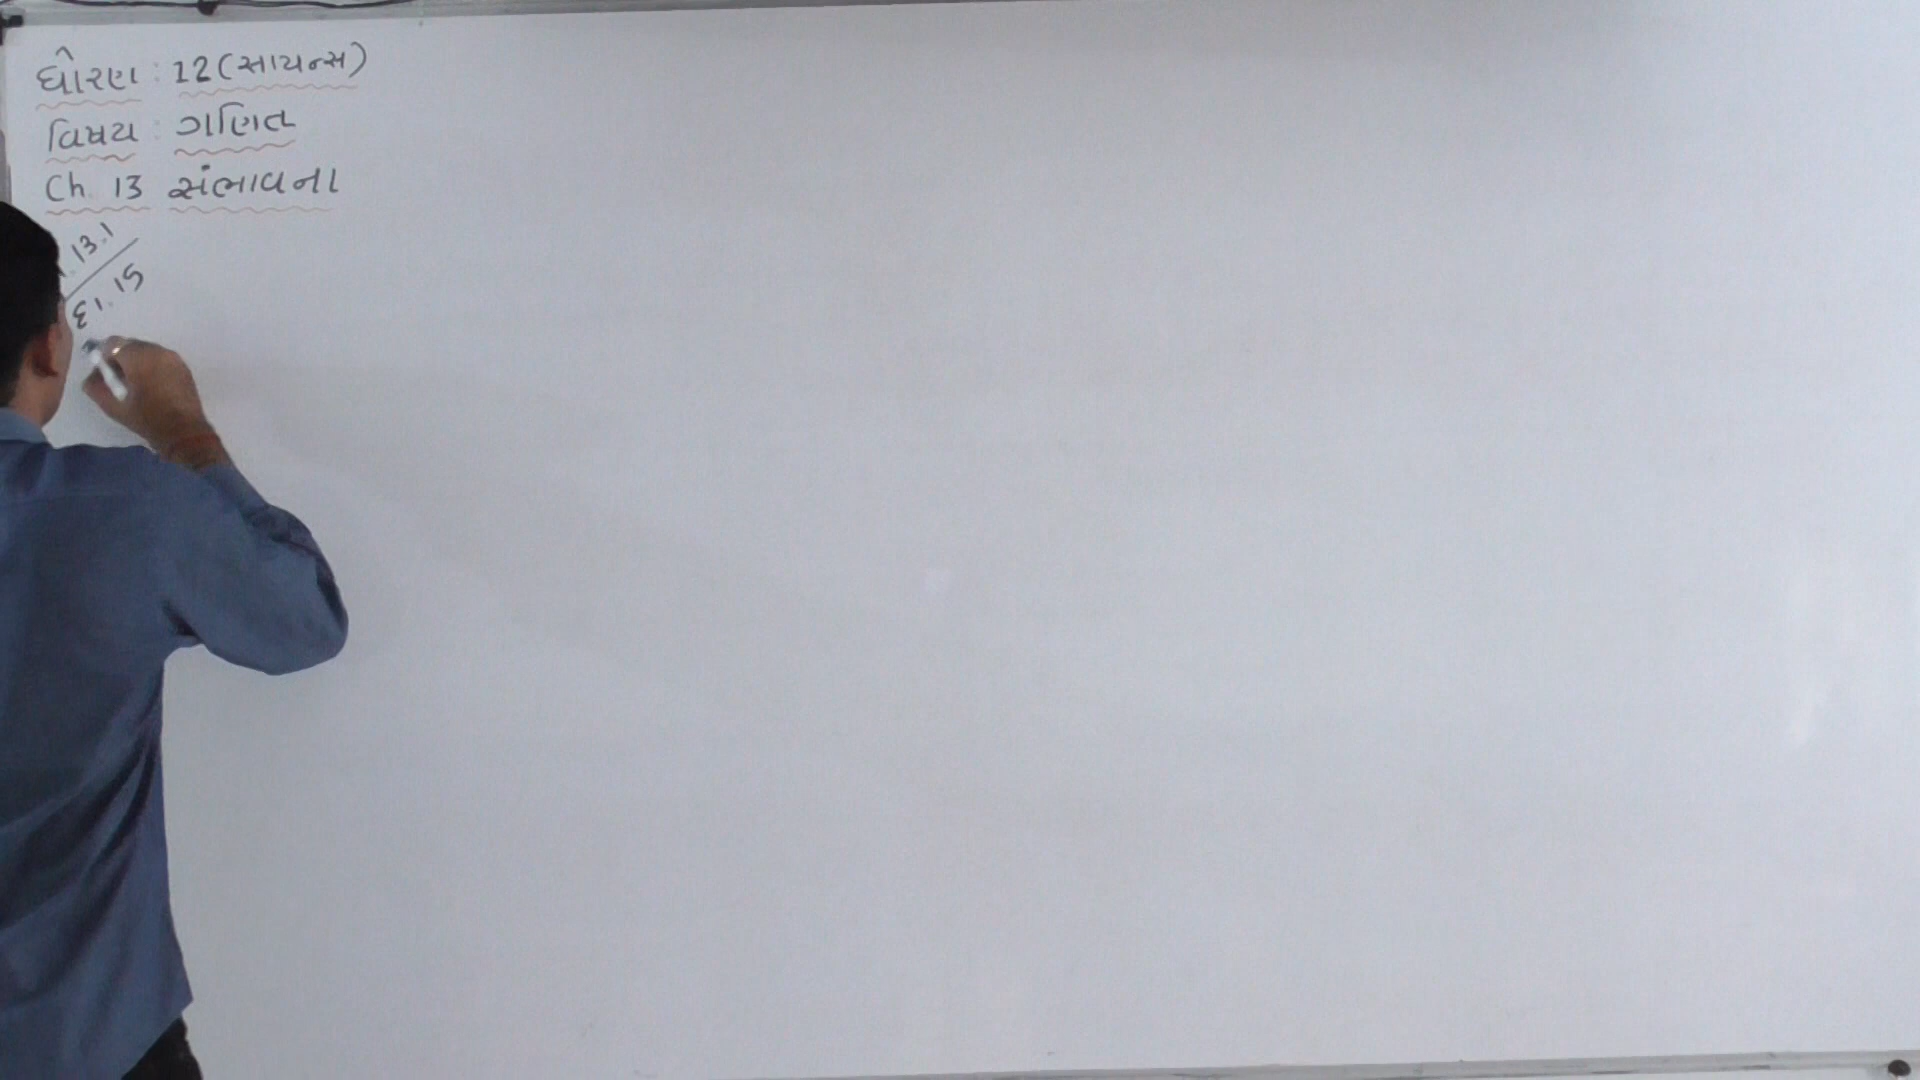 ધોરણ : 12 (સાયન્સ)
વિષય : ગણિત
Ch. 13 સંભાવના
13.1
દા. 15